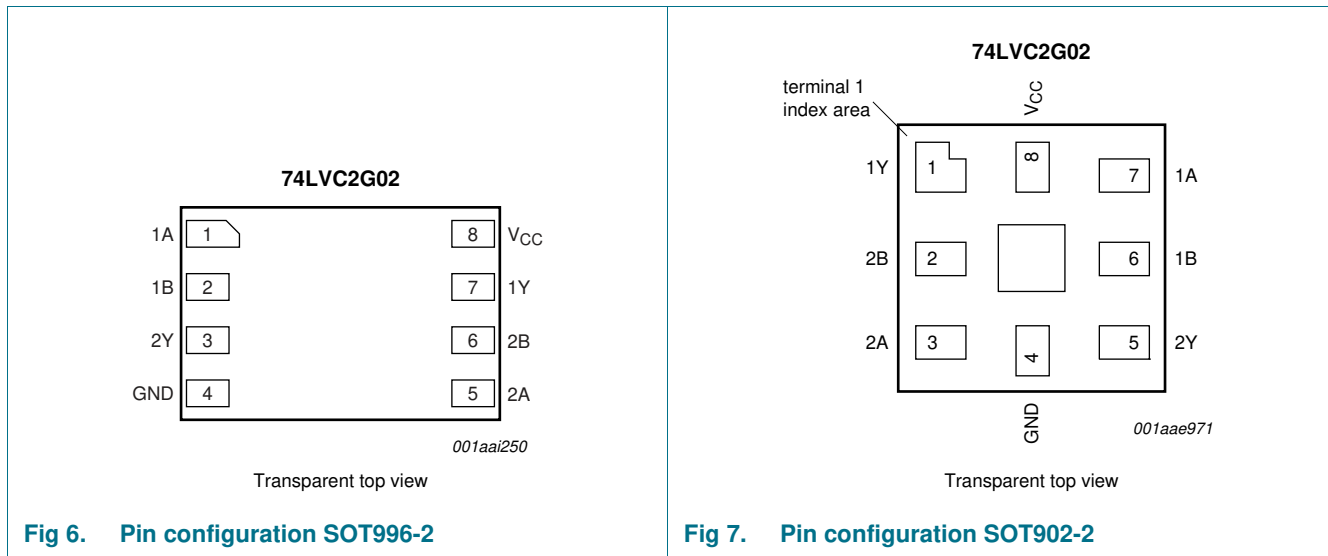 74LVC2G02
1A 1 8 VCC
1B 2 7 1Y
2Y 3 6 2B
GND 4 5 2A
001aai250
Transparent top view
Fig 6. Pin configuration SOT996-2
74LVC2G02
terminal 1
index area
VCC
1Y 1 8 7 1A
2B 2 6 1B
2A 3 4 5 2Y
GND
001aae971
Transparent top view
Fig 7. Pin configuration SOT902-2